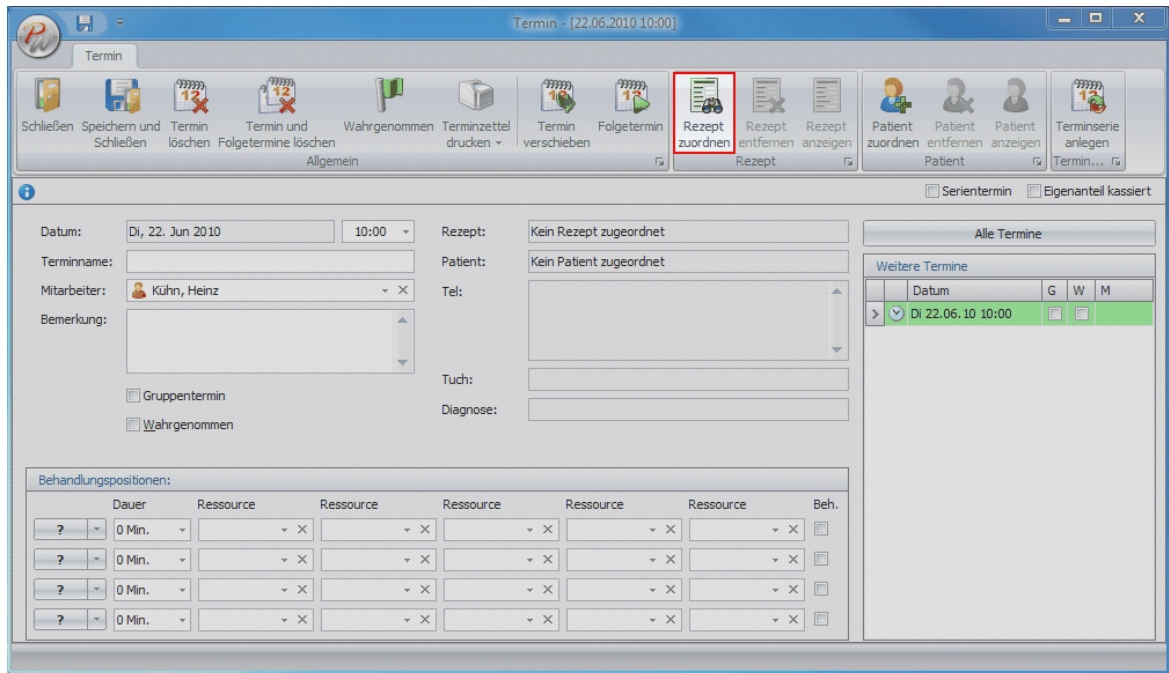 Termin - [22.06.2010 10:00]
Termin
Schließen
Speichern und Schließen
Termin löschen
Termin und Folgetermine löschen
Wahrgenommen
Terminzettel drucken
Termin verschieben
Folgetermin
Rezept zuordnen
Rezept entfernen
Rezept anzeigen
Patient zuordnen
Patient entfernen
Patient anzeigen
Terminserie anlegen
Allgemein
Rezept
Patient
Termin...
Serientermin
Eigenanteil kassiert
Datum: Di, 22. Jun 2010 10:00
Terminname:
Mitarbeiter: Kühn, Heinz
Bemerkung:
Gruppentermin
Wahrgenommen
Rezept: Kein Rezept zugeordnet
Patient: Kein Patient zugeordnet
Tel:
Tuch:
Diagnose:
Alle Termine
Weitere Termine
Datum G W M
Di 22.06.10 10:00
Behandlungspositionen:
Dauer Ressource Ressource Ressource Ressource Ressource Beh.
? 0 Min.
? 0 Min.
? 0 Min.
? 0 Min.